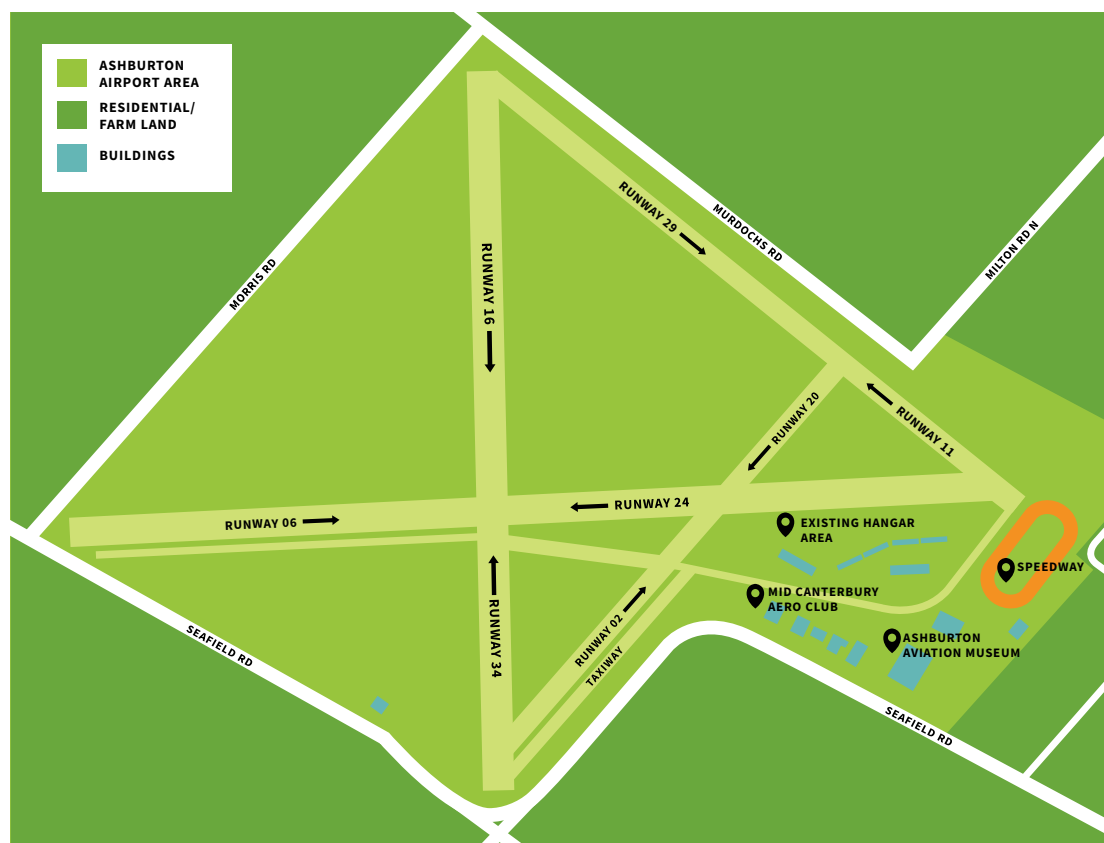 ASHBURTON
AIRPORT AREA
RESIDENTIAL/
FARM LAND
BUILDINGS
MORRIS RD
RUNWAY 29
MURDOCHS RD
MILTON RD N
RUNWAY 16
RUNWAY 20
RUNWAY 11
RUNWAY 06
RUNWAY 24
EXISTING HANGAR
AREA
SPEEDWAY
MID CANTERBURY
AERO CLUB
RUNWAY 34
RUNWAY 02
TAXIWAY
ASHBURTON
AVIATION MUSEUM
SEAFIELD RD
SEAFIELD RD